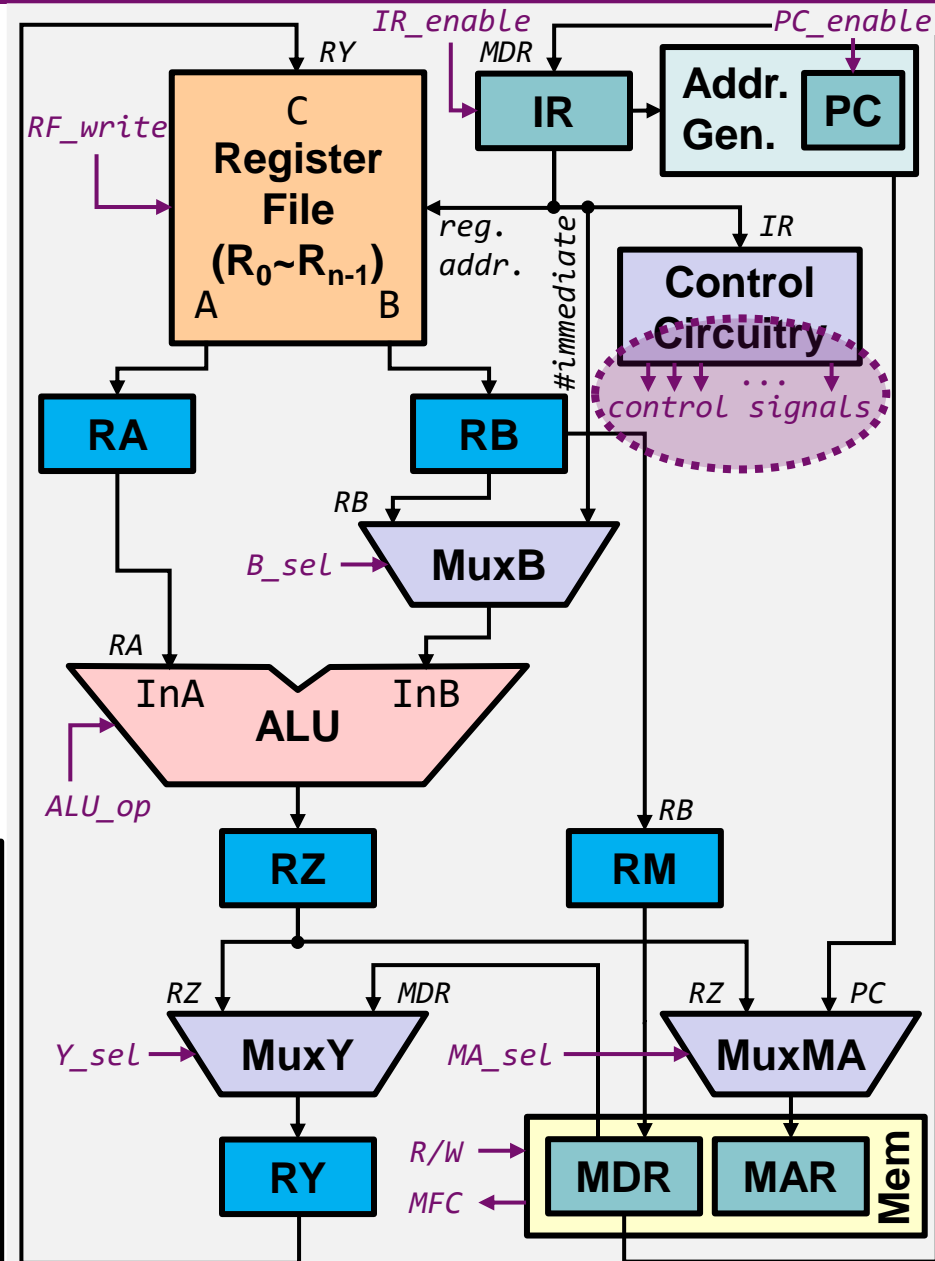 IR_enable
PC_enable
RY
MDR
RF_write
C
Register
File
(R0~Rn-1)
A
B
IR
Addr.
Gen.
PC
reg.
addr.
#immediate
IR
Control
Circuitry
...
control signals
RA
RB
RB
B_sel
MuxB
RA
InA
InB
ALU
ALU_op
RB
RZ
RM
RZ
MDR
RZ
PC
Y_sel
MuxY
MA_sel
MuxMA
RY
R/W
MFC
MDR
MAR
Mem